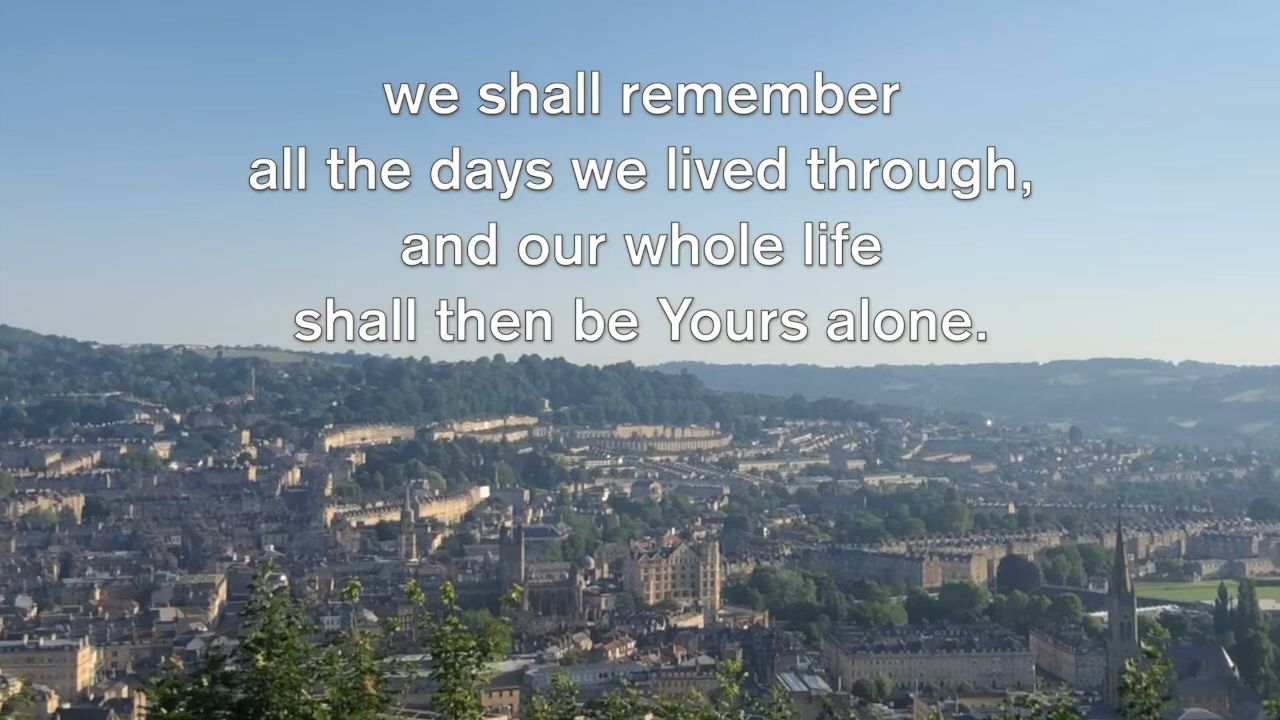 we shall remember
all the days we lived through,
and our whole life
shall then be Yours alone.